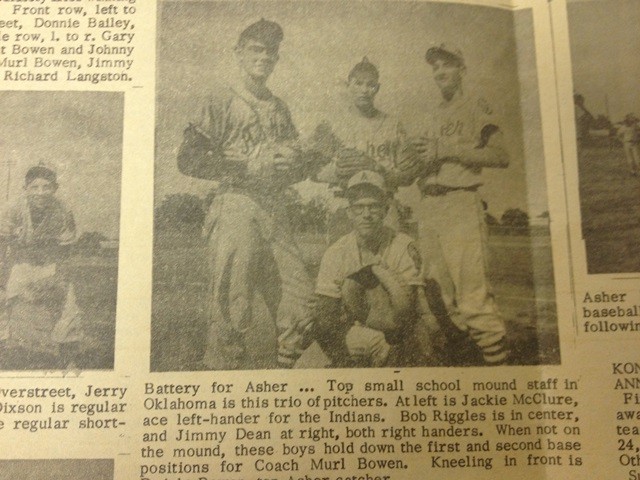 Front row, left to
eet, Donnie Bailey,
e row, l. to r. Gary
t Bowen and Johnny
Murl Bowen, Jimmy
Richard Langston.
verstreet, Jerry
Dixson is regular
e regular short-
Asher
Battery for Asher ... Top small school mound staff in
Oklahoma is this trio of pitchers. At left is Jackie McClure,
ace left-hander for the Indians. Bob Riggles is in center,
and Jimmy Dean at right, both right handers. When not on
the mound, these boys hold down the first and second base
positions for Coach Murl Bowen. Kneeling in front is
Asher catcher.
Asher
baseball
followin
KON
ANN
Fi
awa
tea
24,
Oth